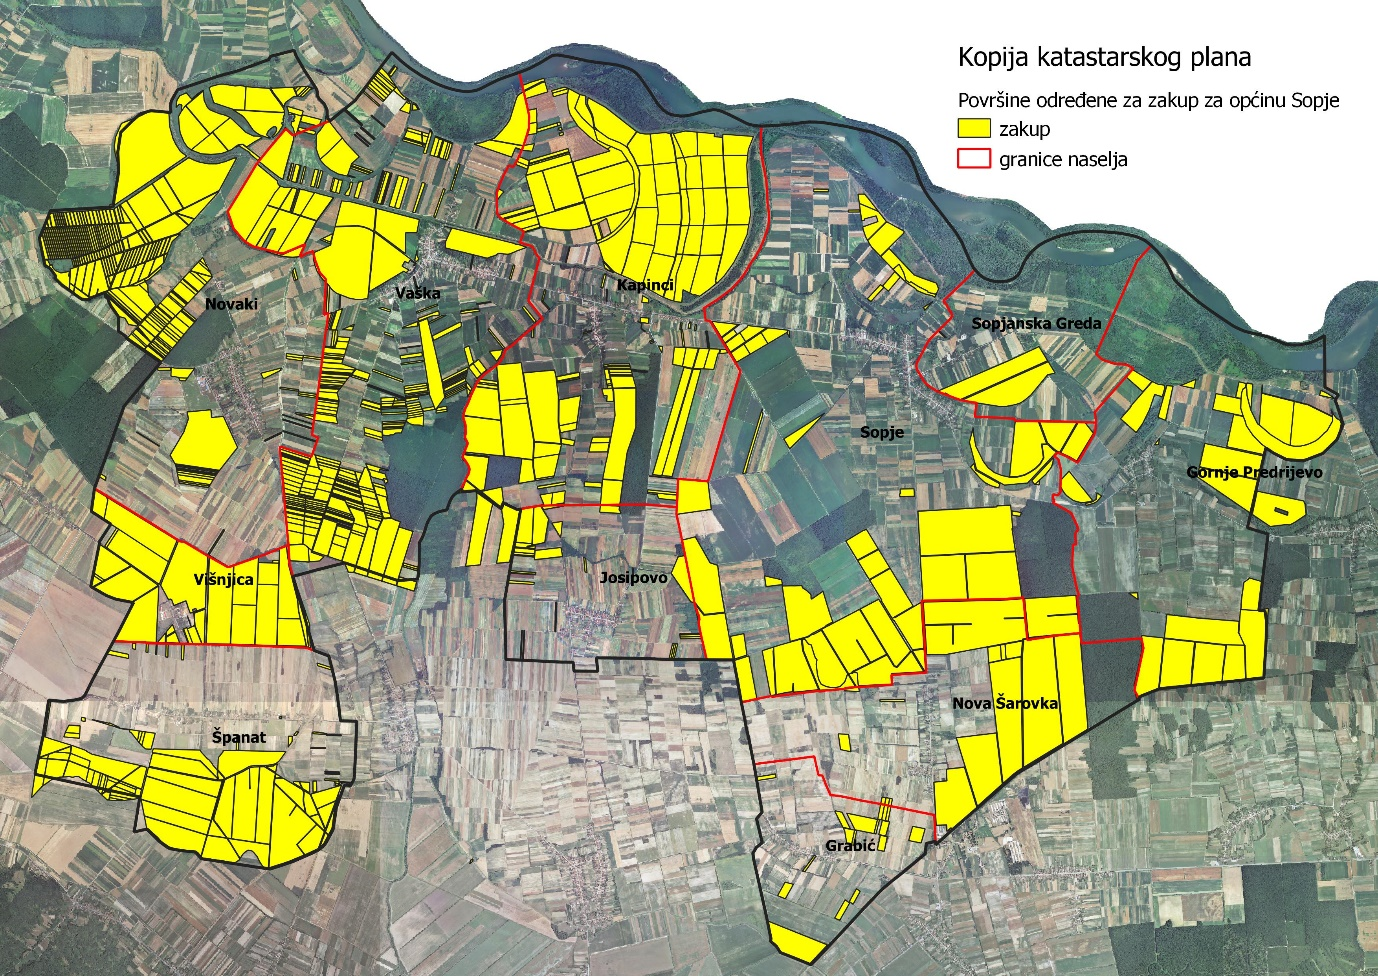 Kopija katastarskog plana
Površine određene za zakup za općinu Sopje
zakup
granice naselja
Novaki
Vaška
Kapinci
Sopjanska Greda
Sopje
Gornje Predrijevo
Višnjica
Josipovo
Nova Šarovka
Španat
Grabić